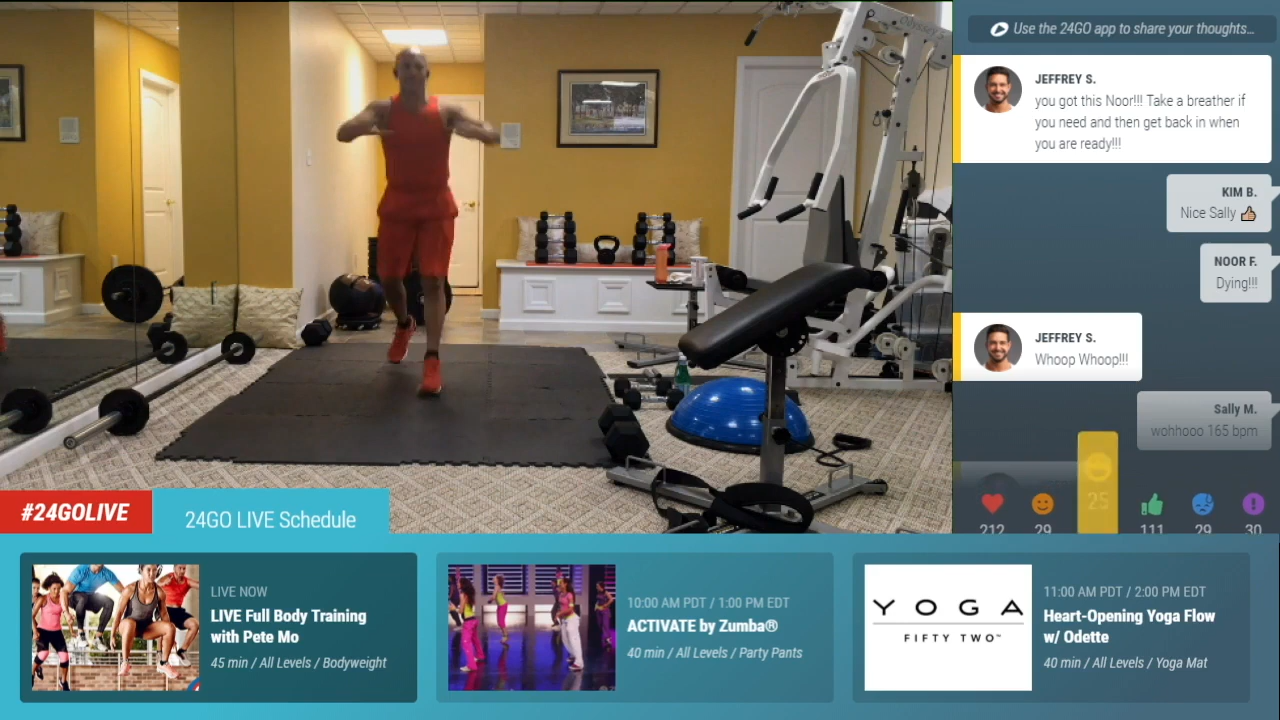 Odyssey 5
Use the 24GO app to share your thoughts...
JEFFREY S.
you got this Noor!!! Take a breather if
you need and then get back in when
you are ready!!!
KIM B.
Nice Sally 👍
NOOR F.
Dying!!!
JEFFREY S.
Whoop Whoop!!!
Sally M.
wohhooo 165 bpm
212
29
25
111
29
30
#24GOLIVE
24GO LIVE Schedule
LIVE NOW
LIVE Full Body Training
with Pete Mo
45 min / All Levels / Bodyweight
10:00 AM PDT / 1:00 PM EDT
ACTIVATE by Zumba®
40 min / All Levels / Party Pants
YOGA
FIFTY TWO™
11:00 AM PDT / 2:00 PM EDT
Heart-Opening Yoga Flow
w/ Odette
40 min / All Levels / Yoga Mat